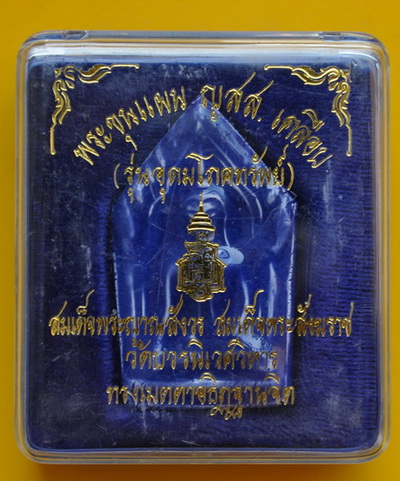 พระขุนแผน ญสส. เคลือบ
(รุ่นอุดมโภคทรัพย์)
สมเด็จพระญาณสังวร สมเด็จพระสังฆราช
วัดบวรนิเวศวิหาร
ทรงเมตตาอธิฏฐานจิต